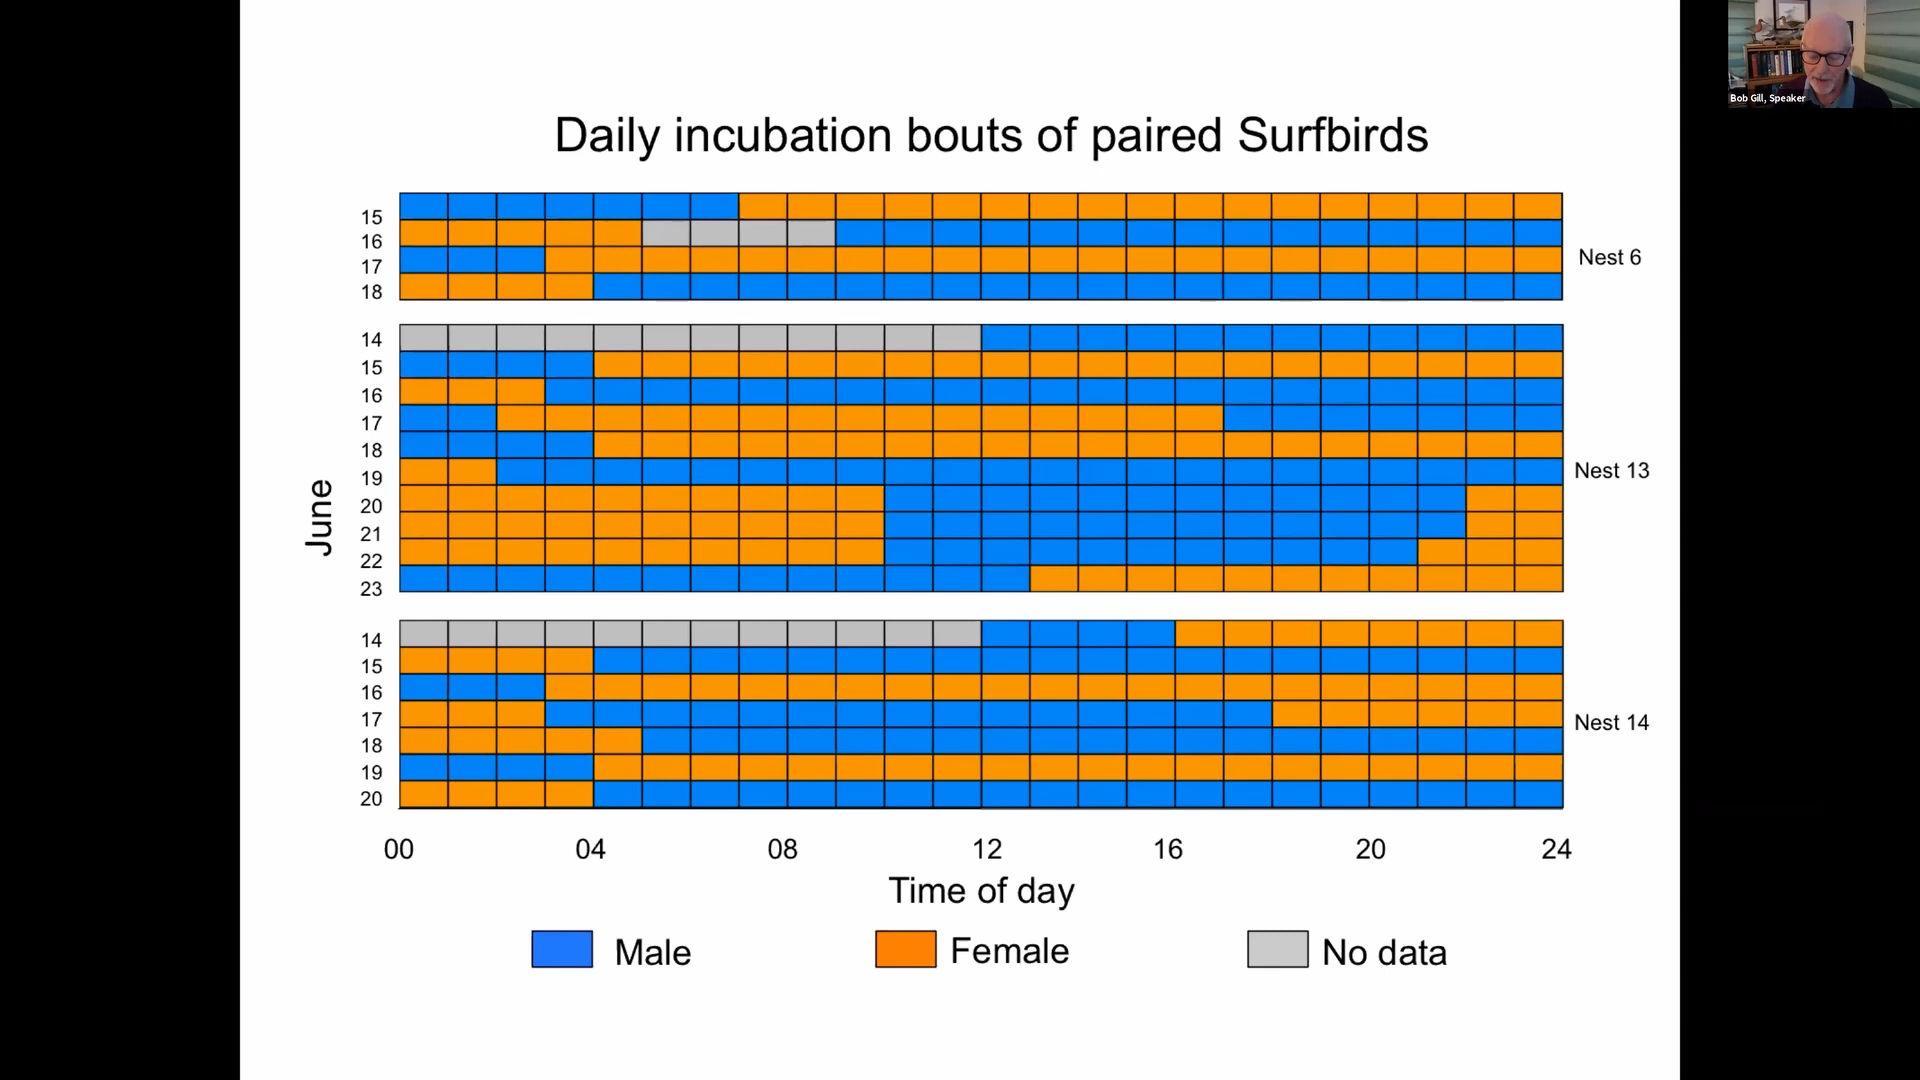 Bob Gill, Speaker
Daily incubation bouts of paired Surfbirds
15
16
17
18
Nest 6
14
15
16
17
18
19
20
21
22
23
Nest 13
June
14
15
16
17
18
19
20
Nest 14
00 04 08 12 16 20 24
Time of day
Male Female No data